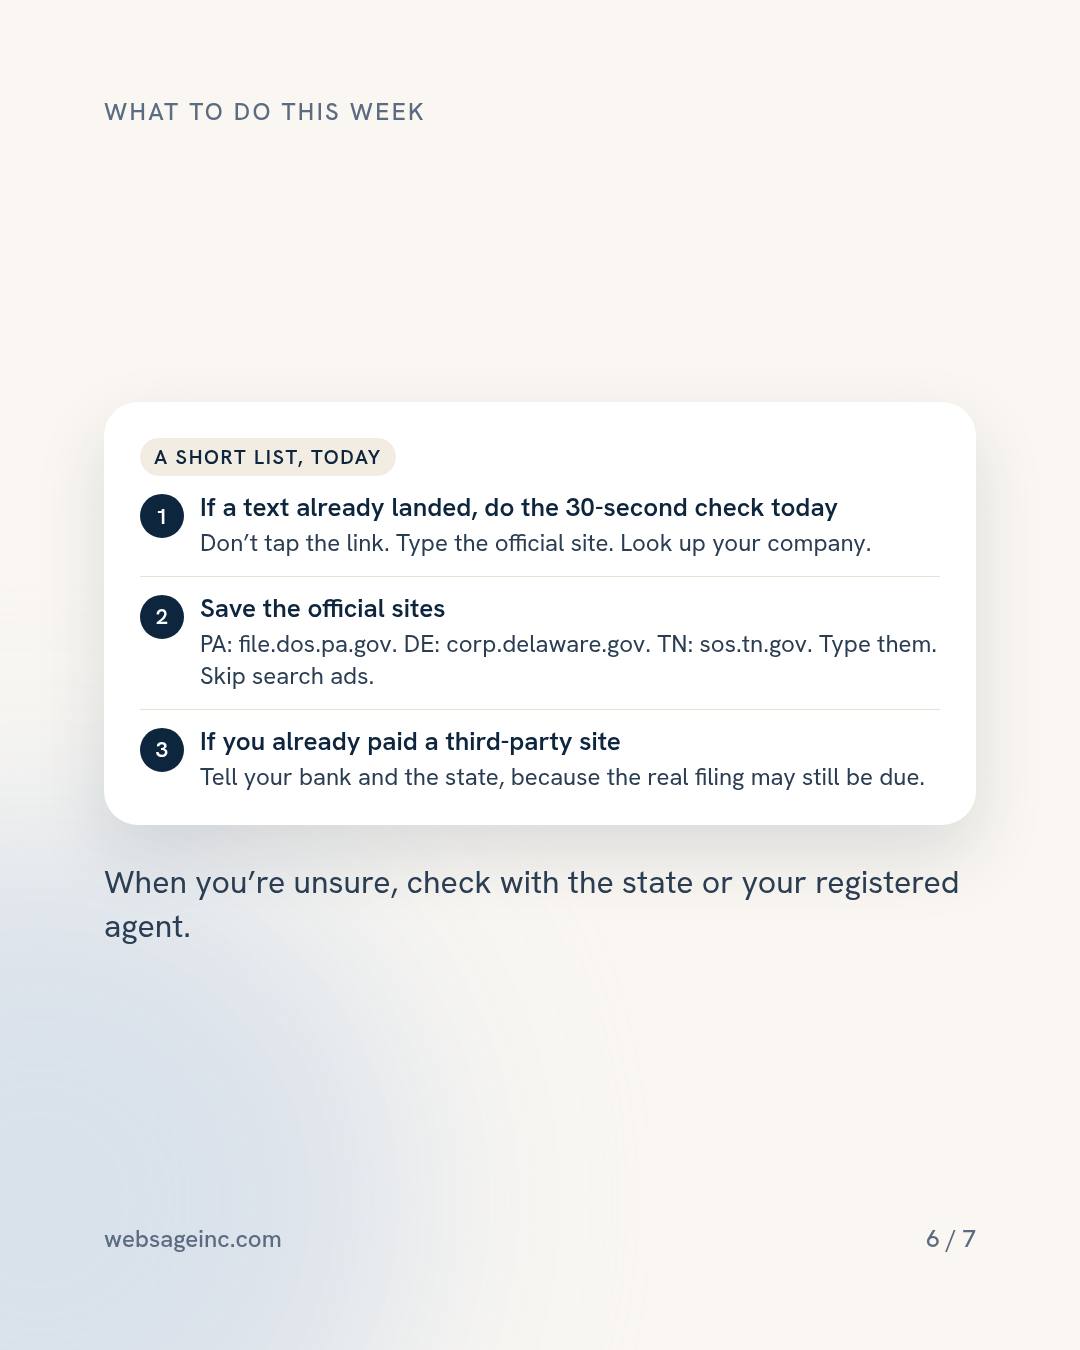 WHAT TO DO THIS WEEK
A SHORT LIST, TODAY
1
If a text already landed, do the 30-second check today
Don’t tap the link. Type the official site. Look up your company.
2
Save the official sites
PA: file.dos.pa.gov. DE: corp.delaware.gov. TN: sos.tn.gov. Type them.
Skip search ads.
3
If you already paid a third-party site
Tell your bank and the state, because the real filing may still be due.
When you’re unsure, check with the state or your registered
agent.
websageinc.com
6 / 7